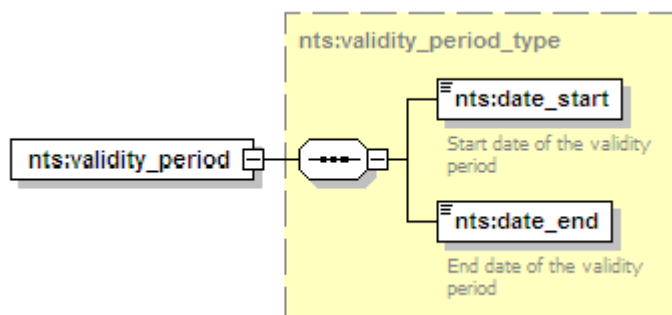 nts:validity_period_type
nts:date_start
Start date of the validity
period
nts:validity_period
nts:date_end
End date of the validity
period